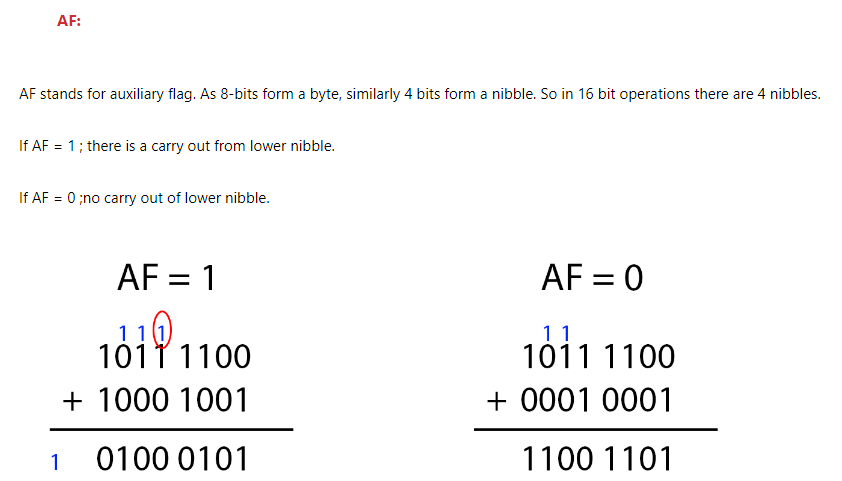 AF:
AF stands for auxiliary flag. As 8-bits form a byte, similarly 4 bits form a nibble. So in 16 bit operations there are 4 nibbles.
If AF = 1 ; there is a carry out from lower nibble.
If AF = 0 ;no carry out of lower nibble.
AF = 1
1 1 1
1011 1100
+ 1000 1001
1 0100 0101
AF = 0
1 1
1011 1100
+ 0001 0001
1100 1101